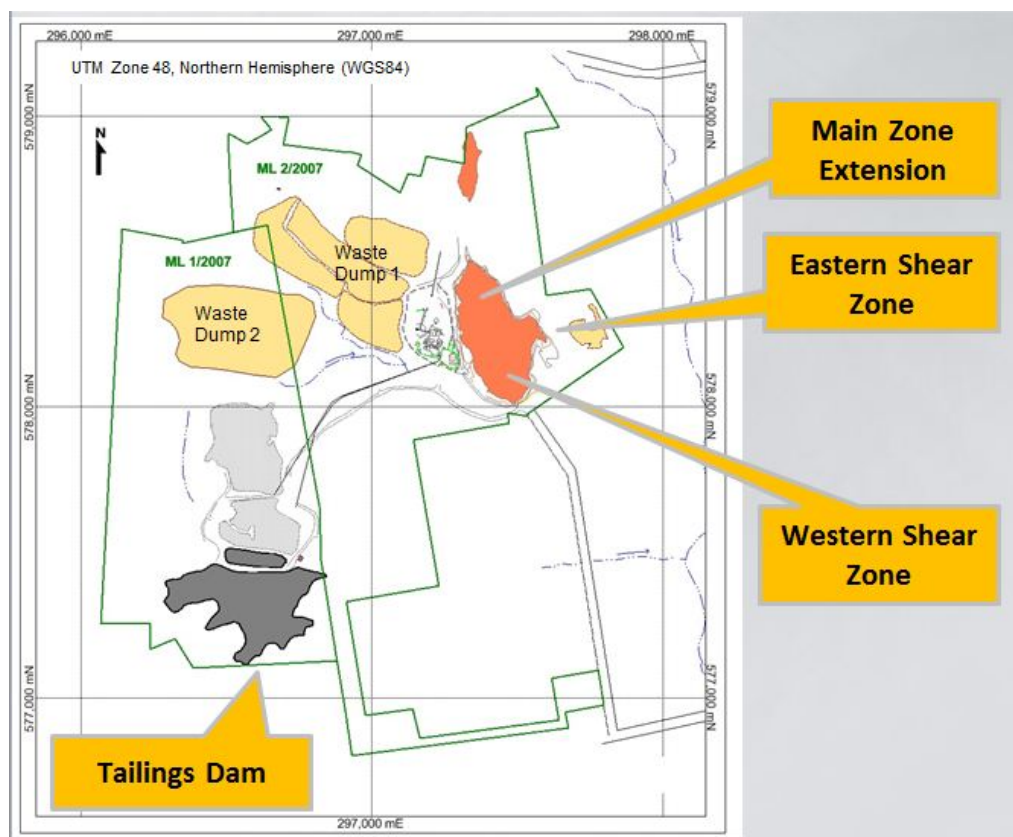 296,000 mE
297,000 mE
298,000 mE
UTM Zone 48, Northern Hemisphere (WGS84)
579,000 mN
579,000 mN
N
ML 2/2007
ML 1/2007
Waste
Dump 1
Waste
Dump 2
578,000 mN
578,000 mN
577,000 mN
577,000 mN
297,000 mE
Main Zone
Extension
Eastern Shear
Zone
Western Shear
Zone
Tailings Dam